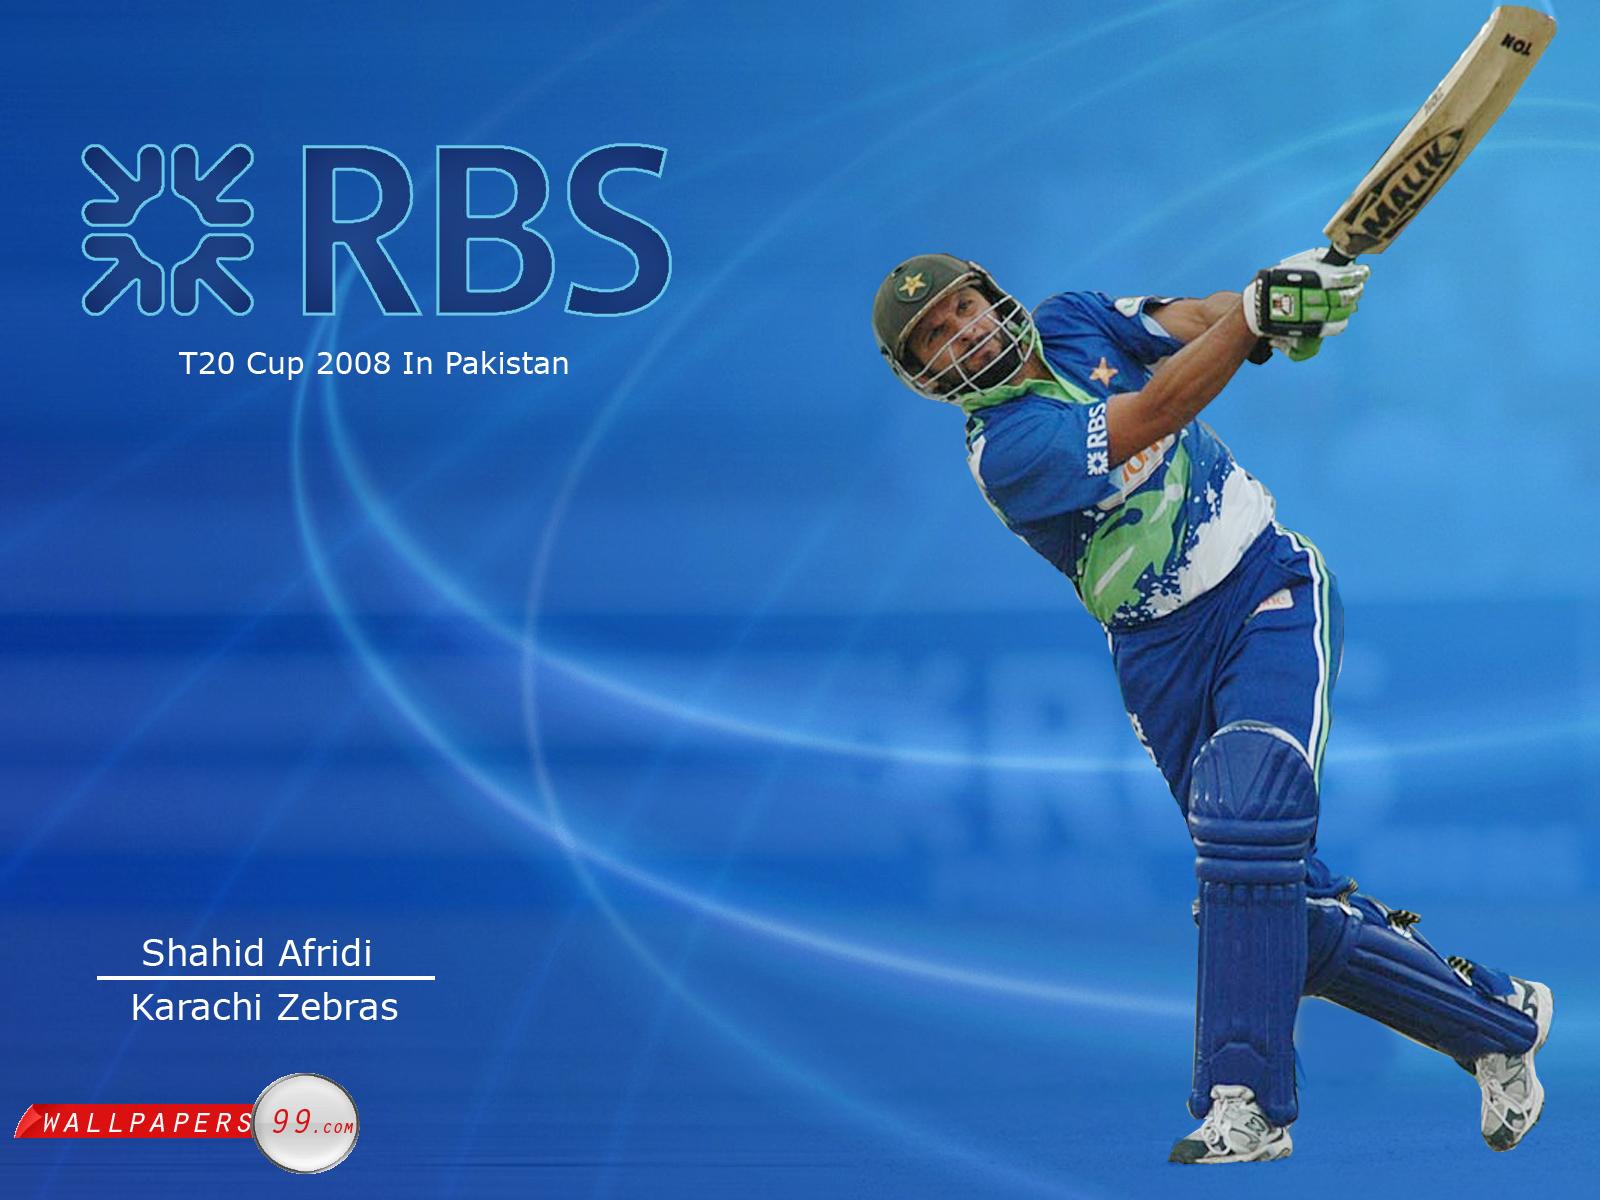 RBS
T20 Cup 2008 In Pakistan
TON
MALIK
RBS
Shahid Afridi
Karachi Zebras
WALLPAPERS 99.COM